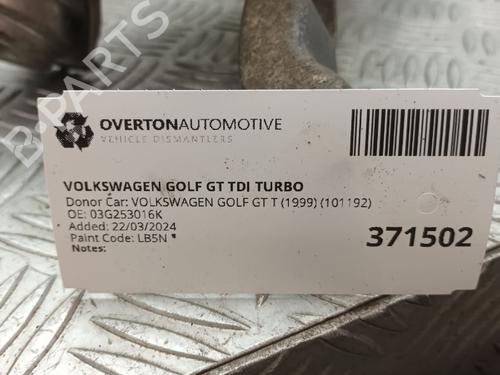 OVERTONAUTOMOTIVE
VEHICLE DISMANTLERS
VOLKSWAGEN GOLF GT TDI TURBO
Donor Car: VOLKSWAGEN GOLF GT T (1999) (101192)
OE: 03G253016K
Added: 22/03/2024
Paint Code: LB5N
Notes:
371502
B-PARTS